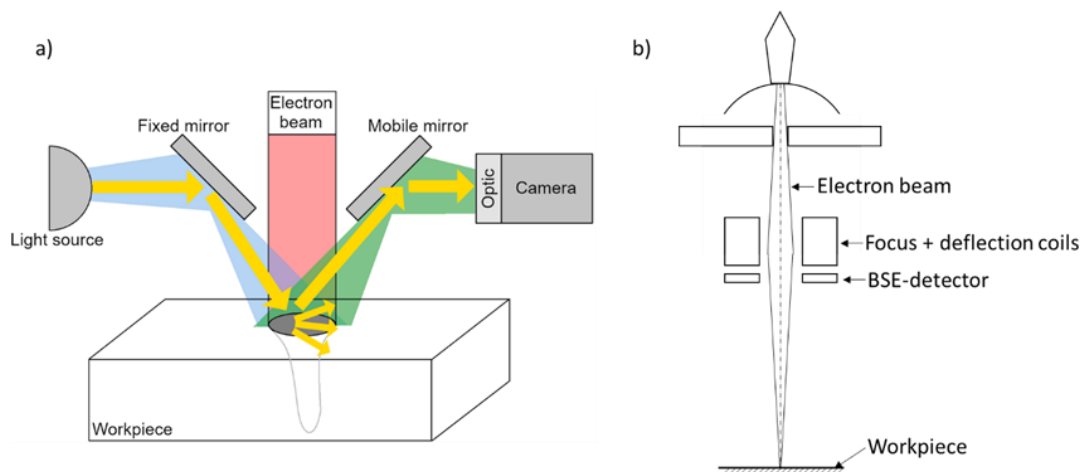 a)
Electron
beam
Fixed mirror
Mobile mirror
Optic
Camera
Light source
Workpiece
b)
Electron beam
Focus + deflection coils
BSE-detector
Workpiece